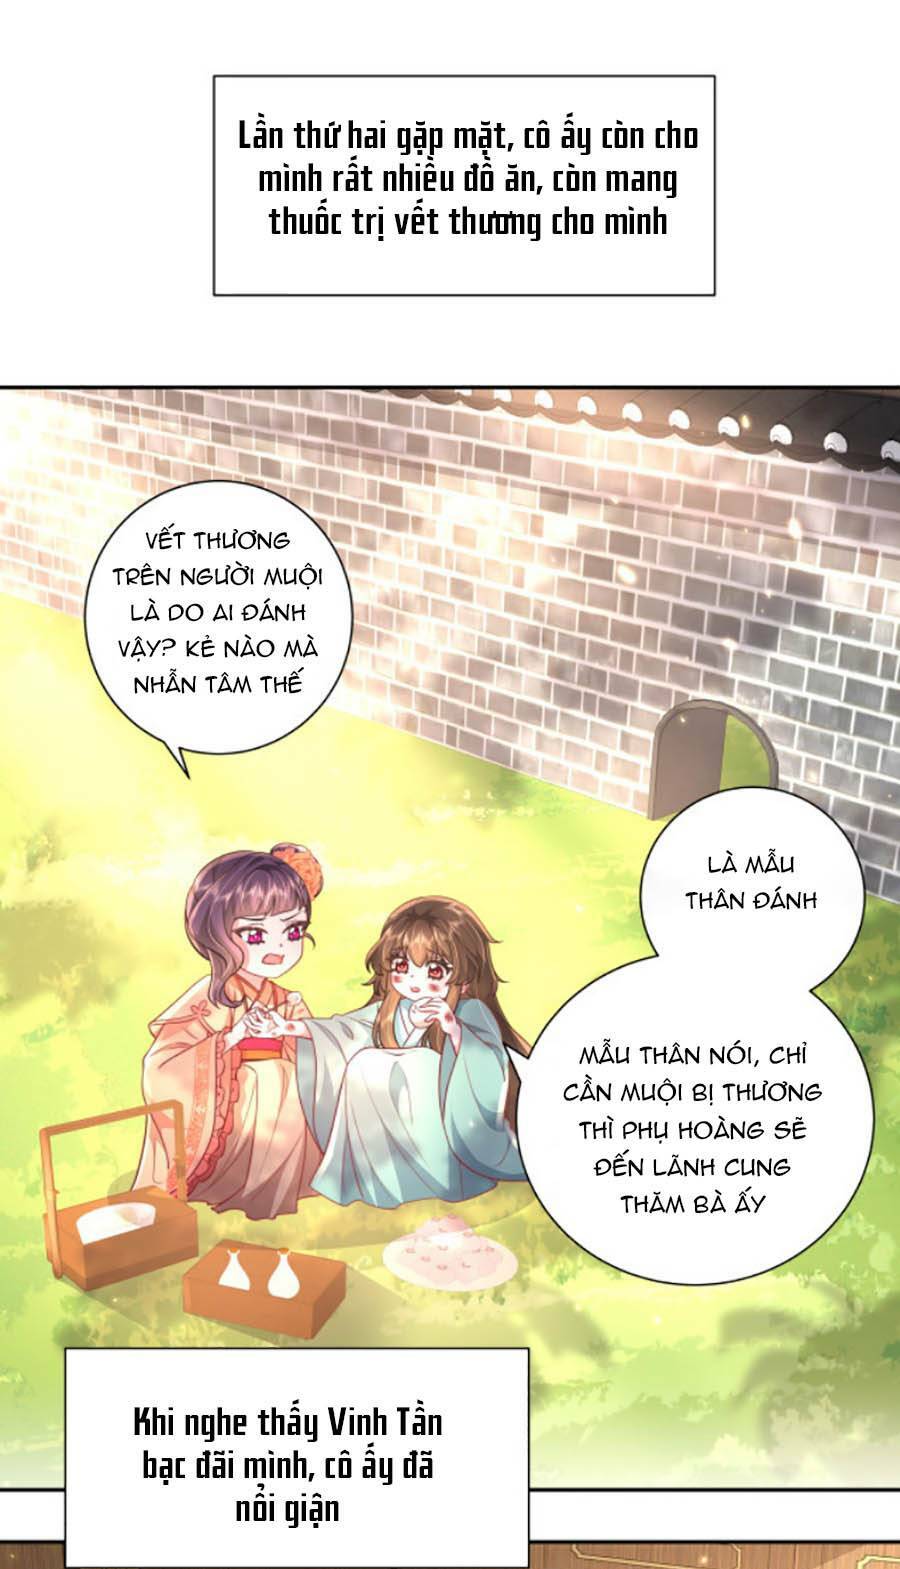 Lần thứ hai gặp mặt, cô ấy còn cho
mình rất nhiều đồ ăn, còn mang
thuốc trị vết thương cho mình
VẾT THƯƠNG
TRÊN NGƯỜI MUỘI
LÀ DO AI ĐÁNH
VẬY? KẺ NÀO MÀ
NHẪN TÂM THẾ
LÀ MẪU
THÂN ĐÁNH
MẪU THÂN NÓI, CHỈ
CẦN MUỘI BỊ THƯƠNG
THÌ PHỤ HOÀNG SẼ
ĐẾN LÃNH CUNG
THĂM BÀ ẤY
Khi nghe thấy Vinh Tần
bạc đãi mình, cô ấy đã
nổi giận